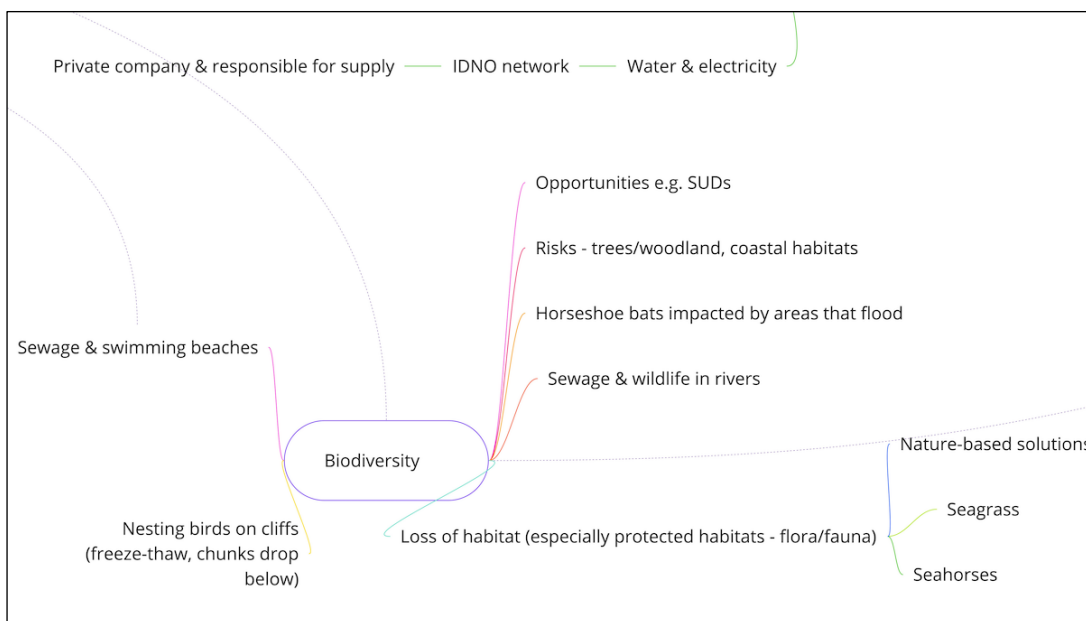 Private company & responsible for supply
IDNO network
Water & electricity
Opportunities e.g. SUDs
Risks - trees/woodland, coastal habitats
Horseshoe bats impacted by areas that flood
Sewage & swimming beaches
Sewage & wildlife in rivers
Biodiversity
Nature-based solutions
Seagrass
Nesting birds on cliffs
(freeze-thaw, chunks drop
below)
Loss of habitat (especially protected habitats - flora/fauna)
Seahorses